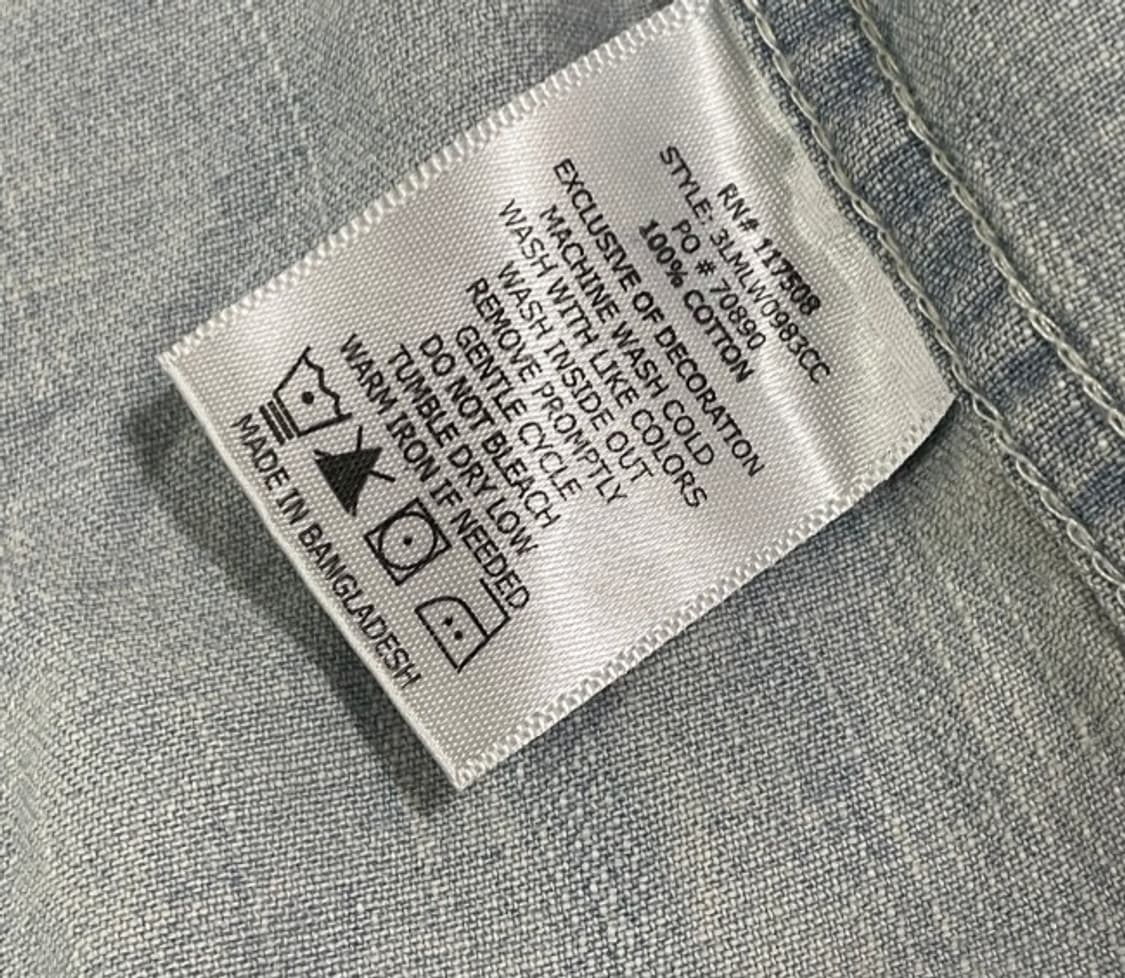 RN# 117508
STYLE: 3LMLW0983CC
PO # 70890
100% COTTON
EXCLUSIVE OF DECORATION
MACHINE WASH COLD
WASH WITH LIKE COLORS
WASH INSIDE OUT
REMOVE PROMPTLY
GENTLE CYCLE
DO NOT BLEACH
TUMBLE DRY LOW
WARM IRON IF NEEDED
MADE IN BANGLADESH